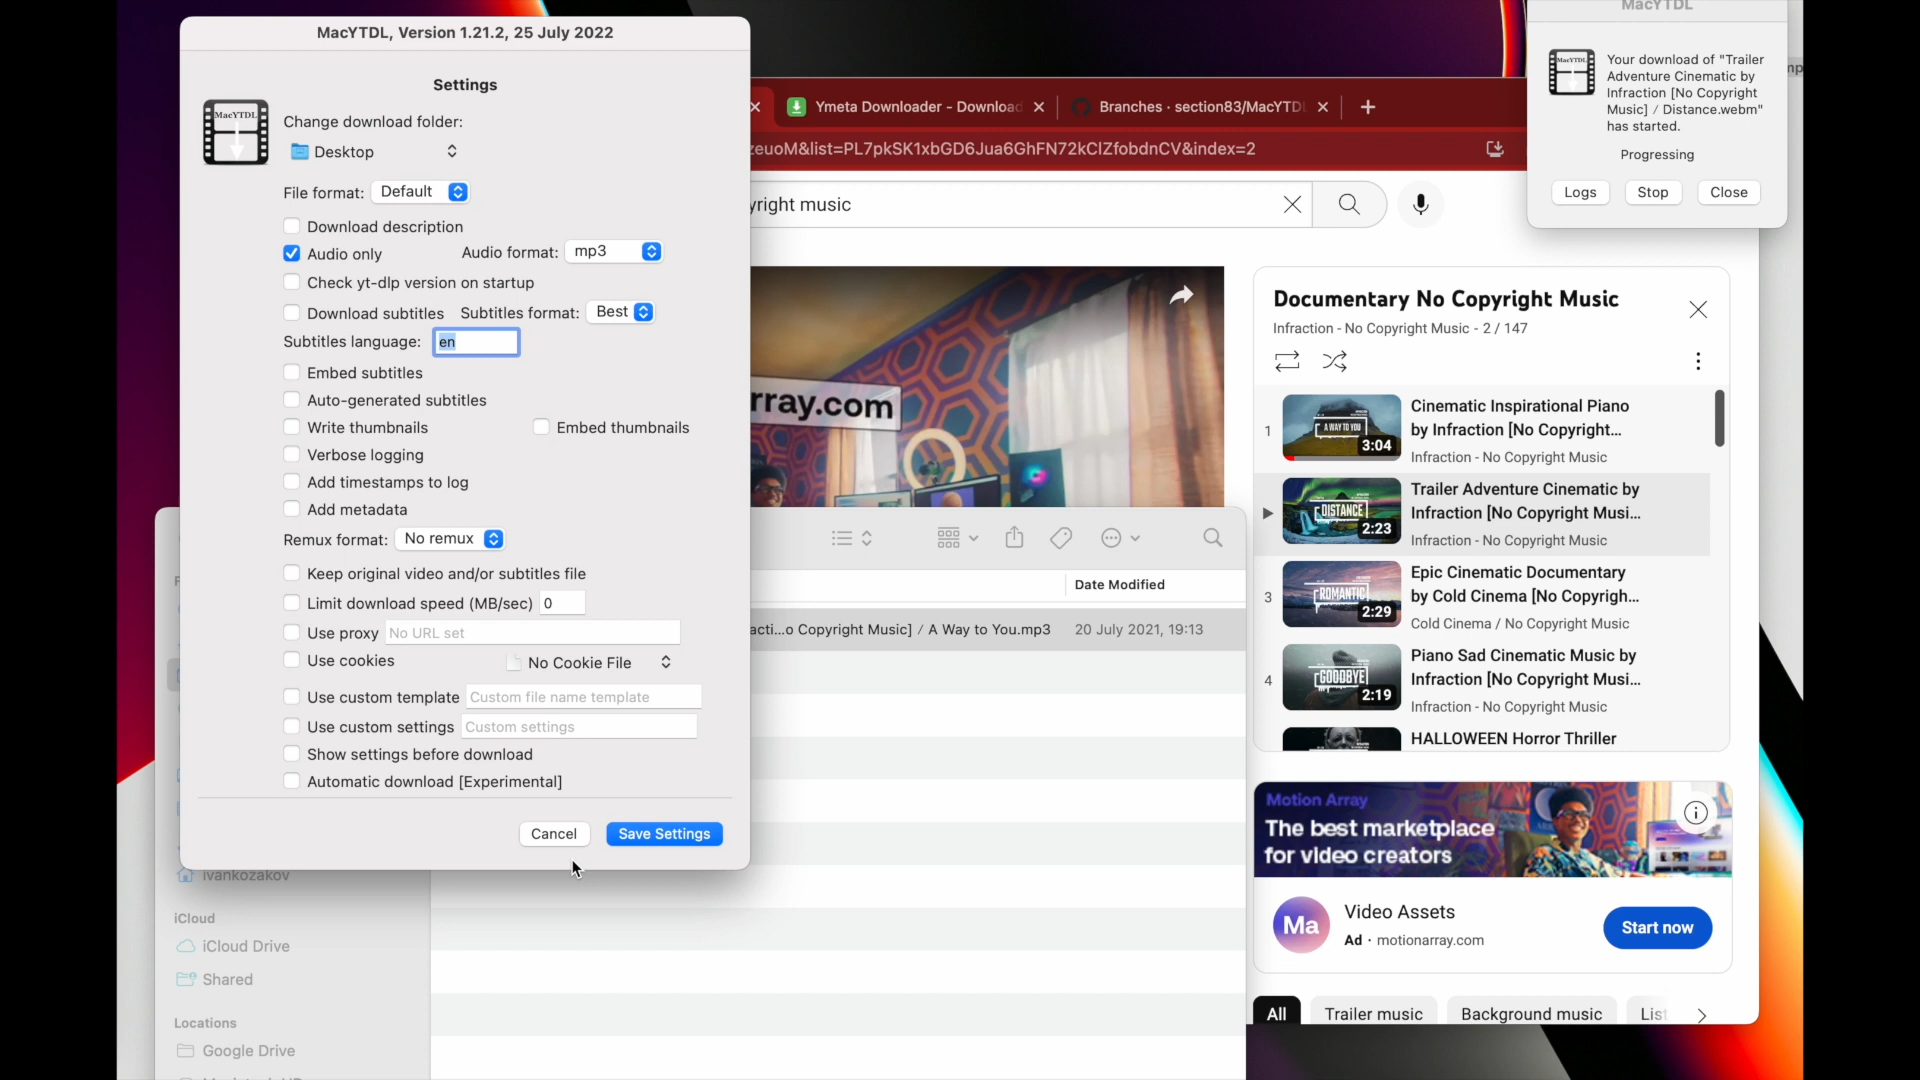 MacYTDL, Version 1.21.2, 25 July 2022
Settings
MacYTDL
Change download folder:
Desktop
File format: Default
Download description
Audio only Audio format: mp3
Check yt-dlp version on startup
Download subtitles Subtitles format: Best
Subtitles language: en
Embed subtitles
Auto-generated subtitles
Write thumbnails Embed thumbnails
Verbose logging
Add timestamps to log
Add metadata
Remux format: No remux
Keep original video and/or subtitles file
Limit download speed (MB/sec) 0
Use proxy No URL set
Use cookies No Cookie File
Use custom template Custom file name template
Use custom settings Custom settings
Show settings before download
Automatic download [Experimental]
Cancel Save Settings
ivankozakov
iCloud
iCloud Drive
Shared
Locations
Google Drive
Ymeta Downloader - Download
Branches · section83/MacYTDL
zeuoM&list=PL7pkSK1xbGD6Jua6GhFN72kClZfobdnCV&index=2
yright music
rray.com
Date Modified
acti...o Copyright Music] / A Way to You.mp3 20 July 2021, 19:13
MacYTDL
MacYTDL
Your download of "Trailer
Adventure Cinematic by
Infraction [No Copyright
Music] / Distance.webm"
has started.
Progressing
Logs Stop Close
Documentary No Copyright Music
Infraction - No Copyright Music - 2 / 147
1
A WAY TO YOU
3:04
Cinematic Inspirational Piano
by Infraction [No Copyright...
Infraction - No Copyright Music
DISTANCE
2:23
Trailer Adventure Cinematic by
Infraction [No Copyright Musi...
Infraction - No Copyright Music
3
ROMANTIC
2:29
Epic Cinematic Documentary
by Cold Cinema [No Copyrigh...
Cold Cinema / No Copyright Music
4
GOODBYE
2:19
Piano Sad Cinematic Music by
Infraction [No Copyright Musi...
Infraction - No Copyright Music
HALLOWEEN Horror Thriller
Motion Array
The best marketplace
for video creators
Ma
Video Assets
Ad · motionarray.com
Start now
All Trailer music Background music List